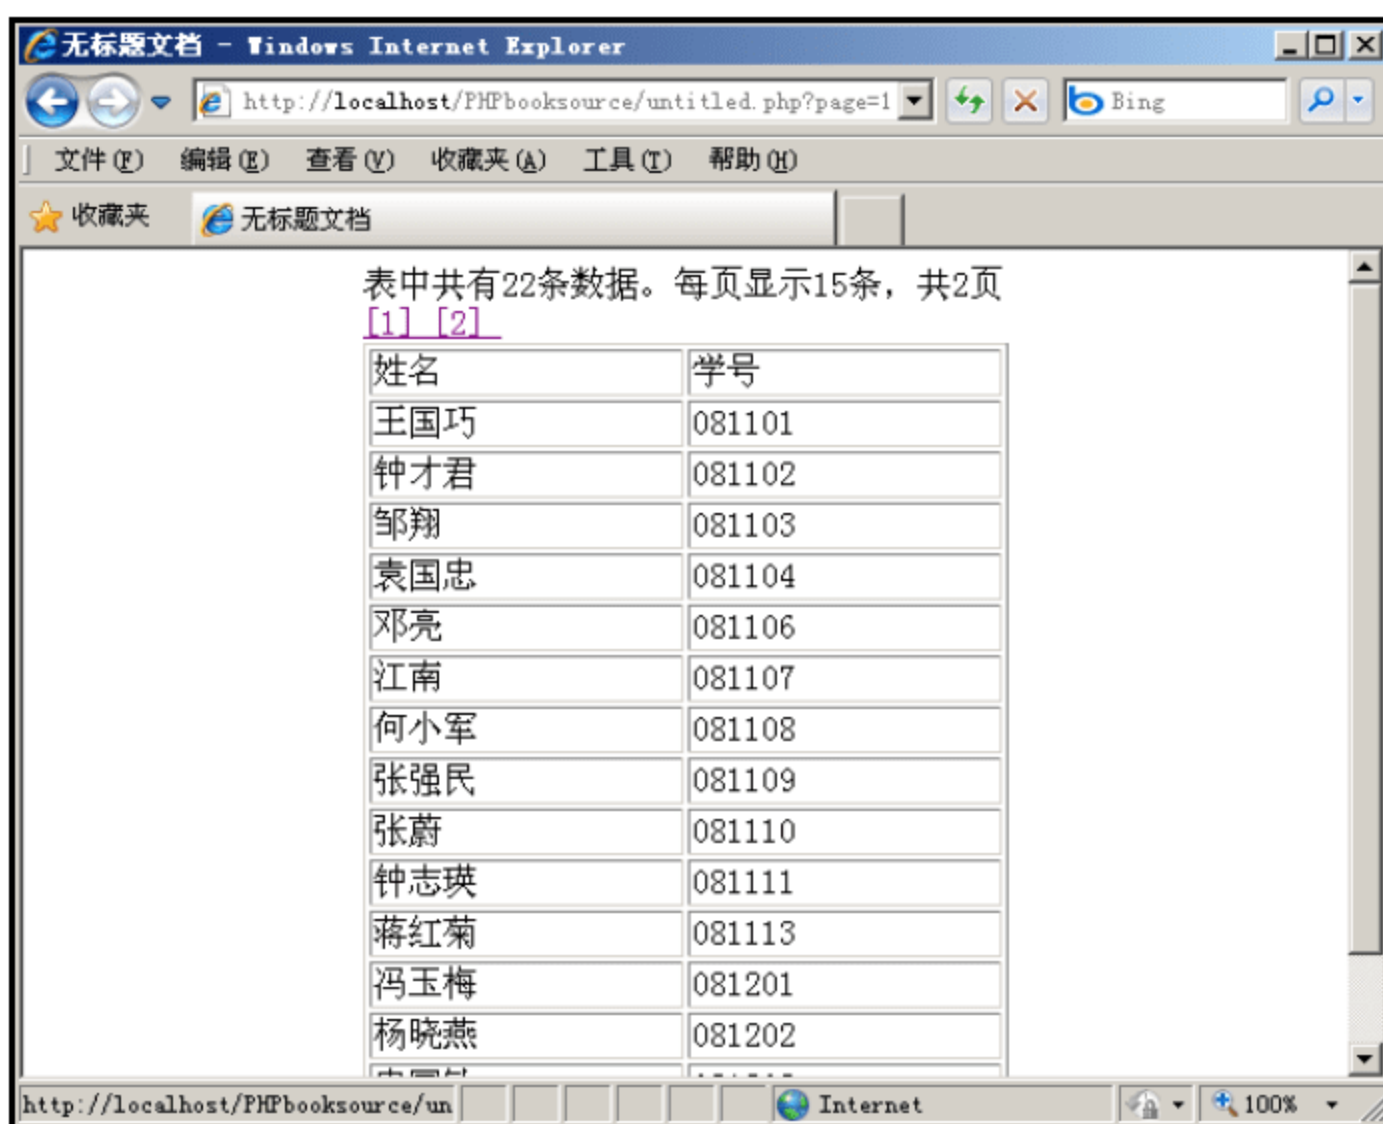 无标题文档 - Windows Internet Explorer
http://localhost/PHPbooksource/untitled.php?page=1
Bing
文件(F) 编辑(E) 查看(V) 收藏夹(A) 工具(T) 帮助(H)
收藏夹 无标题文档
表中共有22条数据。每页显示15条，共2页
[1] [2]
姓名 学号
王国巧 081101
钟才君 081102
邹翔 081103
袁国忠 081104
邓亮 081106
江南 081107
何小军 081108
张强民 081109
张蔚 081110
钟志瑛 081111
蒋红菊 081113
冯玉梅 081201
杨晓燕 081202
http://localhost/PHPbooksource/un Internet 100%